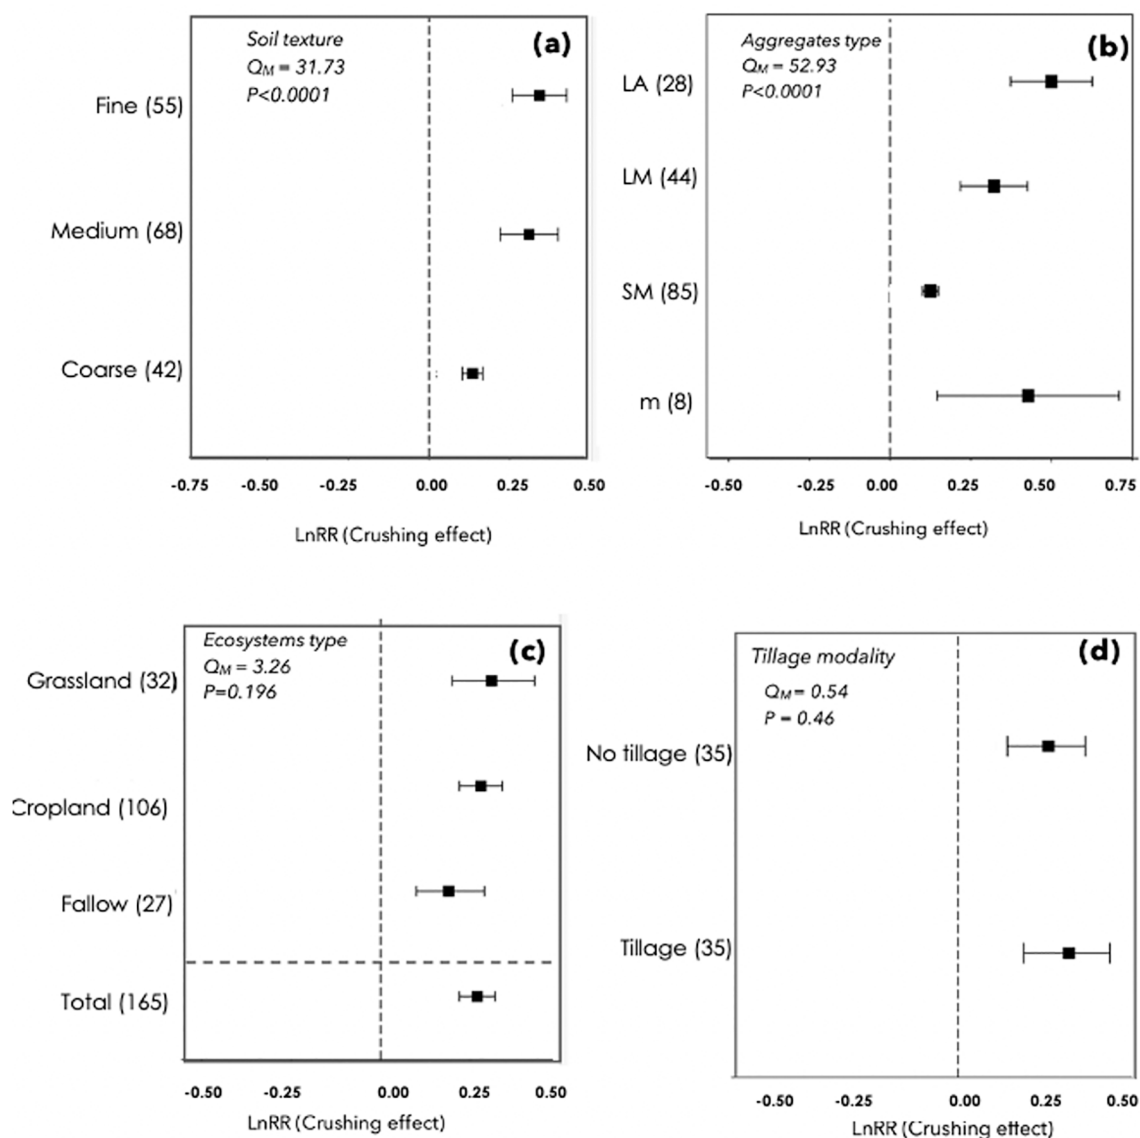 Soil texture
(a)
QM = 31.73
P<0.0001
Fine (55)
Medium (68)
Coarse (42)
-0.75 -0.50 -0.25 0.00 0.25 0.50
LnRR (Crushing effect)
Aggregates type
(b)
QM = 52.93
P<0.0001
LA (28)
LM (44)
SM (85)
m (8)
-0.50 -0.25 0.00 0.25 0.50 0.75
LnRR (Crushing effect)
Ecosystems type
(c)
QM = 3.26
P=0.196
Grassland (32)
Cropland (106)
Fallow (27)
Total (165)
-0.50 -0.25 0.00 0.25 0.50
LnRR (Crushing effect)
Tillage modality
(d)
QM = 0.54
P = 0.46
No tillage (35)
Tillage (35)
-0.50 -0.25 0.00 0.25 0.50
LnRR (Crushing effect)